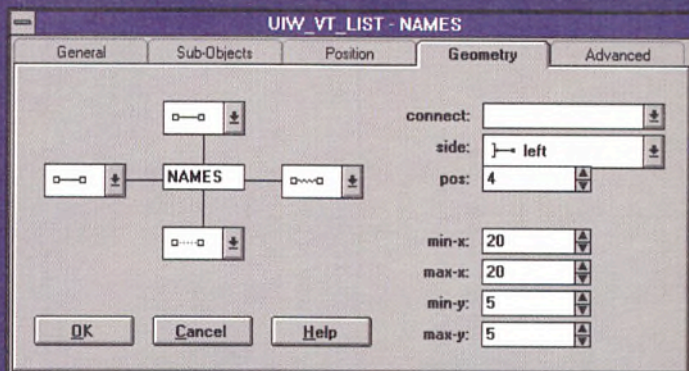 UIW_VT_LIST - NAMES
General Sub-Objects Position Geometry Advanced
connect:
side: left
pos: 4
NAMES
min-x: 20
max-x: 20
min-y: 5
max-y: 5
OK Cancel Help